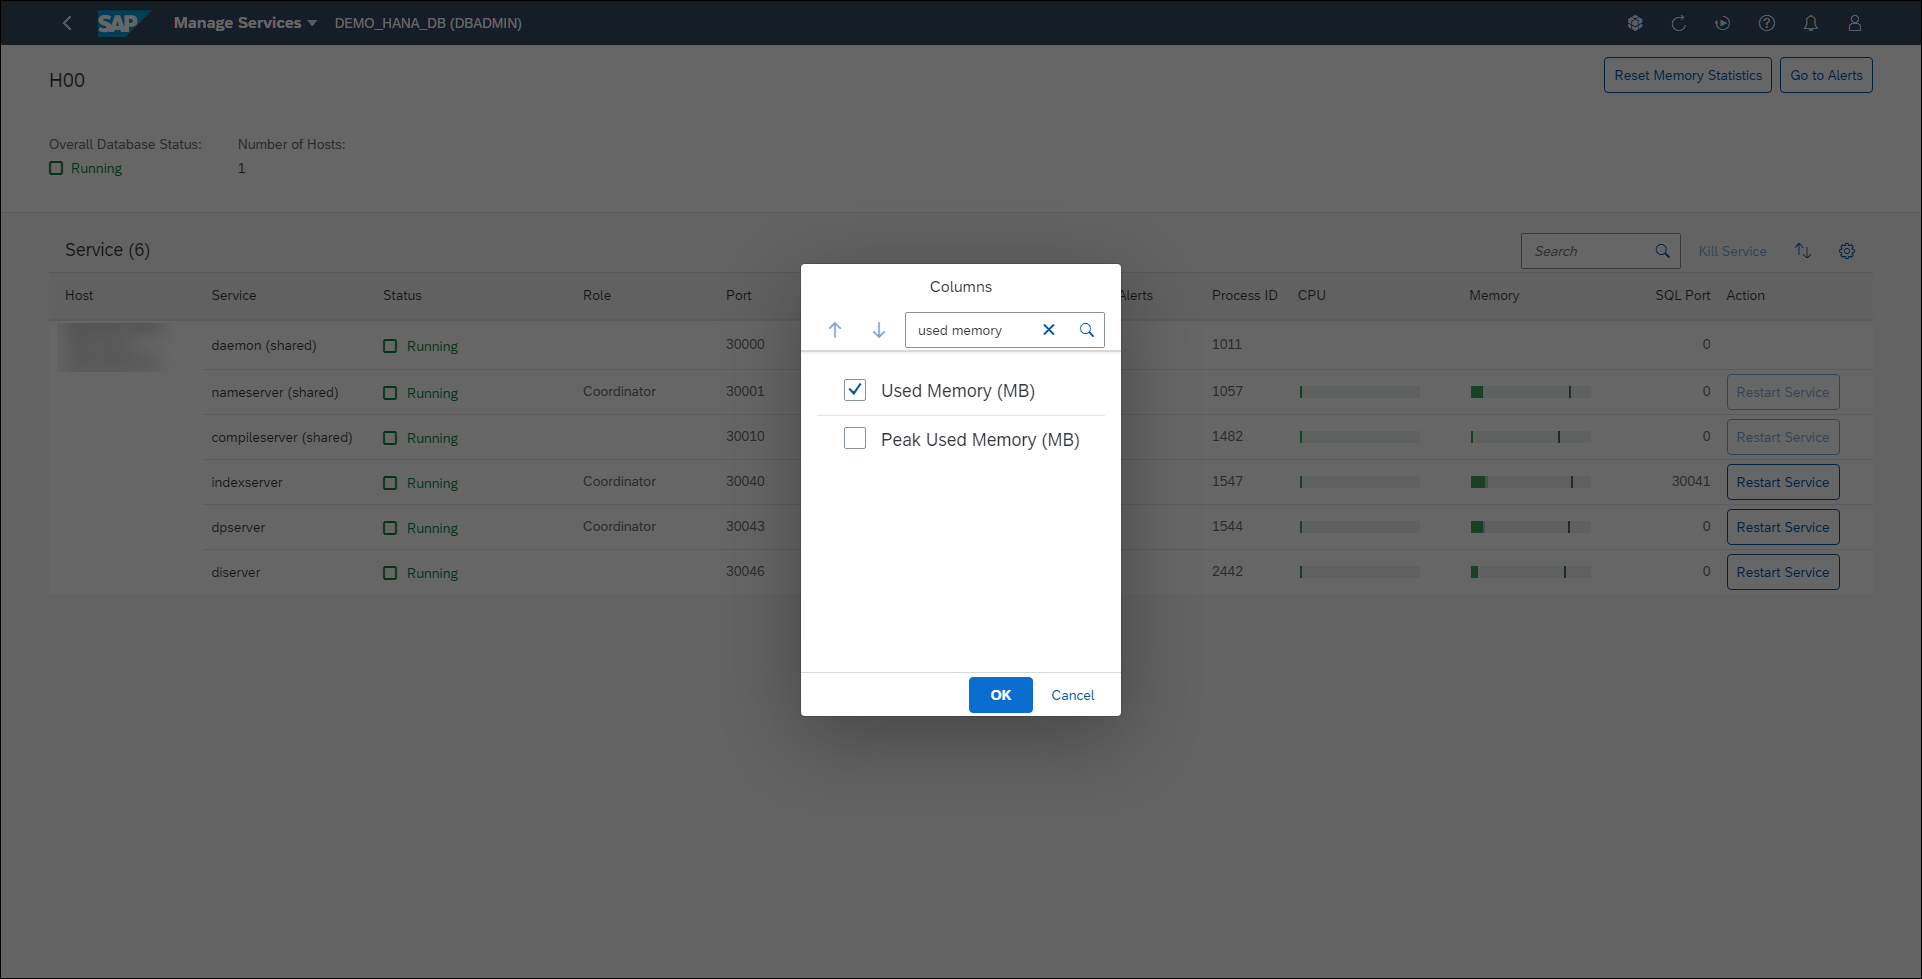 SAP Manage Services DEMO_HANA_DB (DBADMIN)
H00
Reset Memory Statistics Go to Alerts
Overall Database Status: Number of Hosts:
Running 1
Service (6)
Search Kill Service
Host Service Status Role Port Alerts Process ID CPU Memory SQL Port Action
daemon (shared) Running 30000 1011 0
nameserver (shared) Running Coordinator 30001 1057 0 Restart Service
compileserver (shared) Running 30010 1482 0 Restart Service
indexserver Running Coordinator 30040 1547 30041 Restart Service
dpserver Running Coordinator 30043 1544 0 Restart Service
diserver Running 30046 2442 0 Restart Service
Columns
used memory
Used Memory (MB)
Peak Used Memory (MB)
OK Cancel